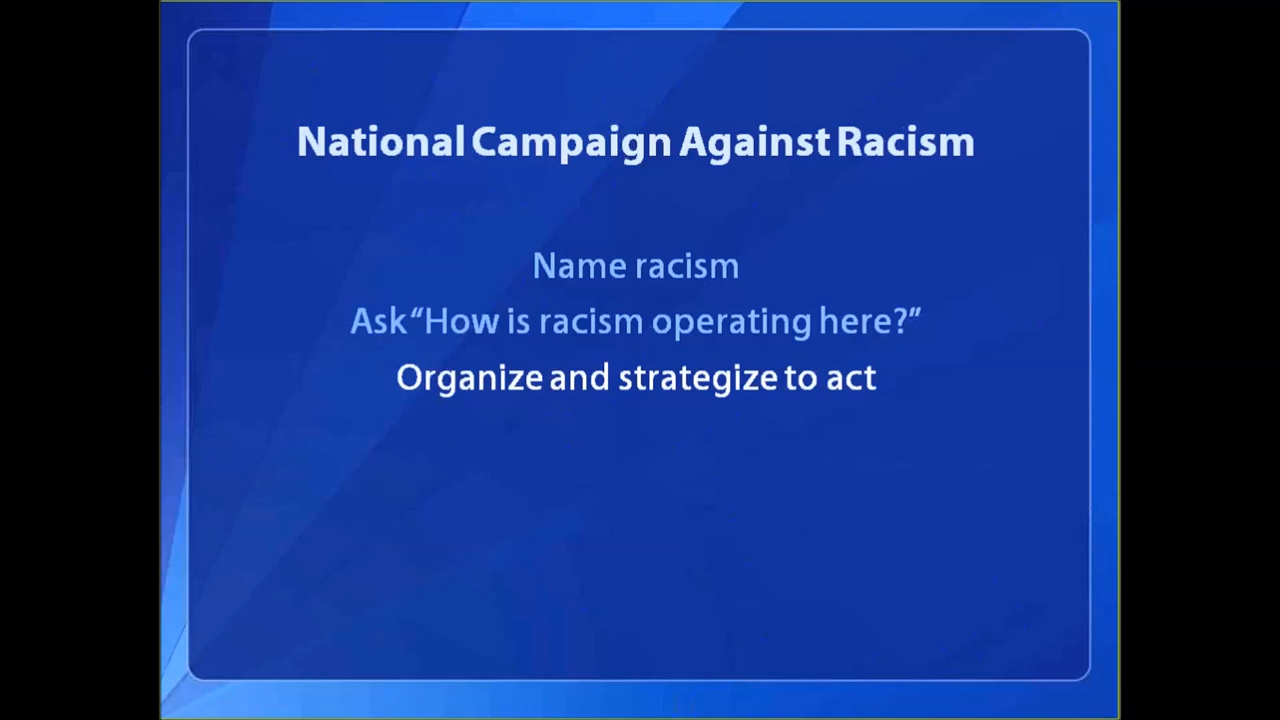 National Campaign Against Racism
Name racism
Ask “How is racism operating here?”
Organize and strategize to act